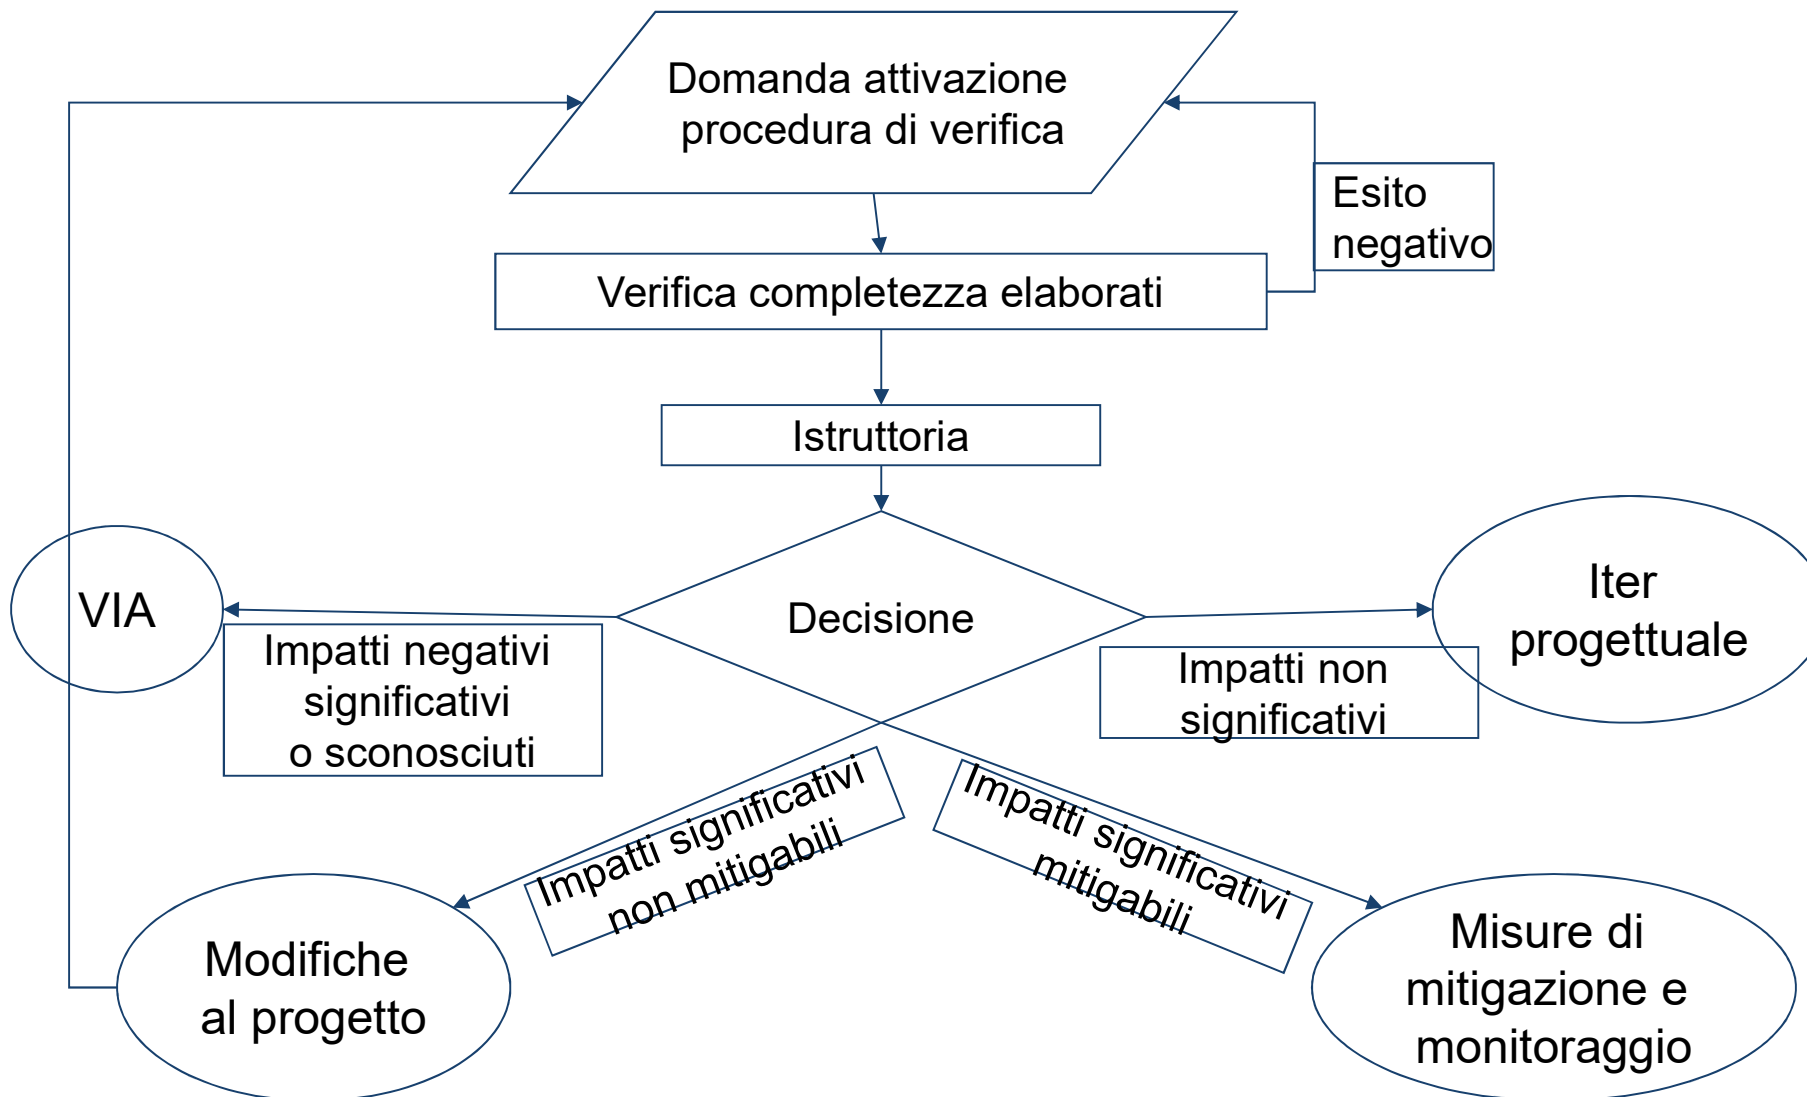 Domanda attivazione
procedura di verifica
Esito
negativo
Verifica completezza elaborati
Istruttoria
Decisione
VIA
Iter
progettuale
Impatti negativi
significativi
o sconosciuti
Impatti non
significativi
Impatti significativi
non mitigabili
Impatti significativi
mitigabili
Modifiche
al progetto
Misure di
mitigazione e
monitoraggio